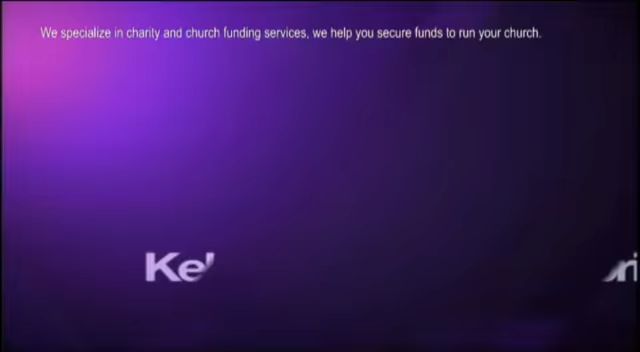 We specialize in charity and church funding services, we help you secure funds to run your church.